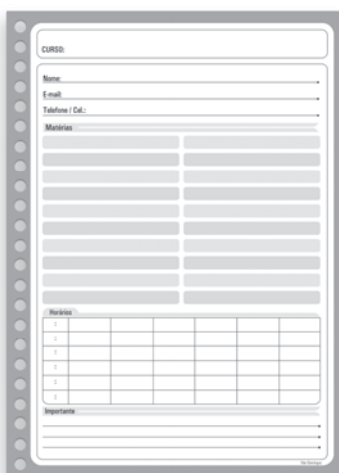 CURSO:
Nome:
E-mail:
Telefone / Cel.:
Matérias
Horários
Importante